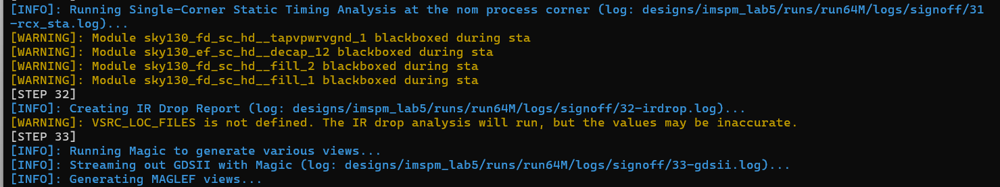 [INFO]: Running Single-Corner Static Timing Analysis at the nom process corner (log: designs/imspm_lab5/runs/run64M/logs/signoff/31
-rcx_sta.log)...
[WARNING]: Module sky130_fd_sc_hd__tapvpwrvgnd_1 blackboxed during sta
[WARNING]: Module sky130_ef_sc_hd__decap_12 blackboxed during sta
[WARNING]: Module sky130_fd_sc_hd__fill_2 blackboxed during sta
[WARNING]: Module sky130_fd_sc_hd__fill_1 blackboxed during sta
[STEP 32]
[INFO]: Creating IR Drop Report (log: designs/imspm_lab5/runs/run64M/logs/signoff/32-irdrop.log)...
[WARNING]: VSRC_LOC_FILES is not defined. The IR drop analysis will run, but the values may be inaccurate.
[STEP 33]
[INFO]: Running Magic to generate various views...
[INFO]: Streaming out GDSII with Magic (log: designs/imspm_lab5/runs/run64M/logs/signoff/33-gdsii.log)...
[INFO]: Generating MAGLEF views...